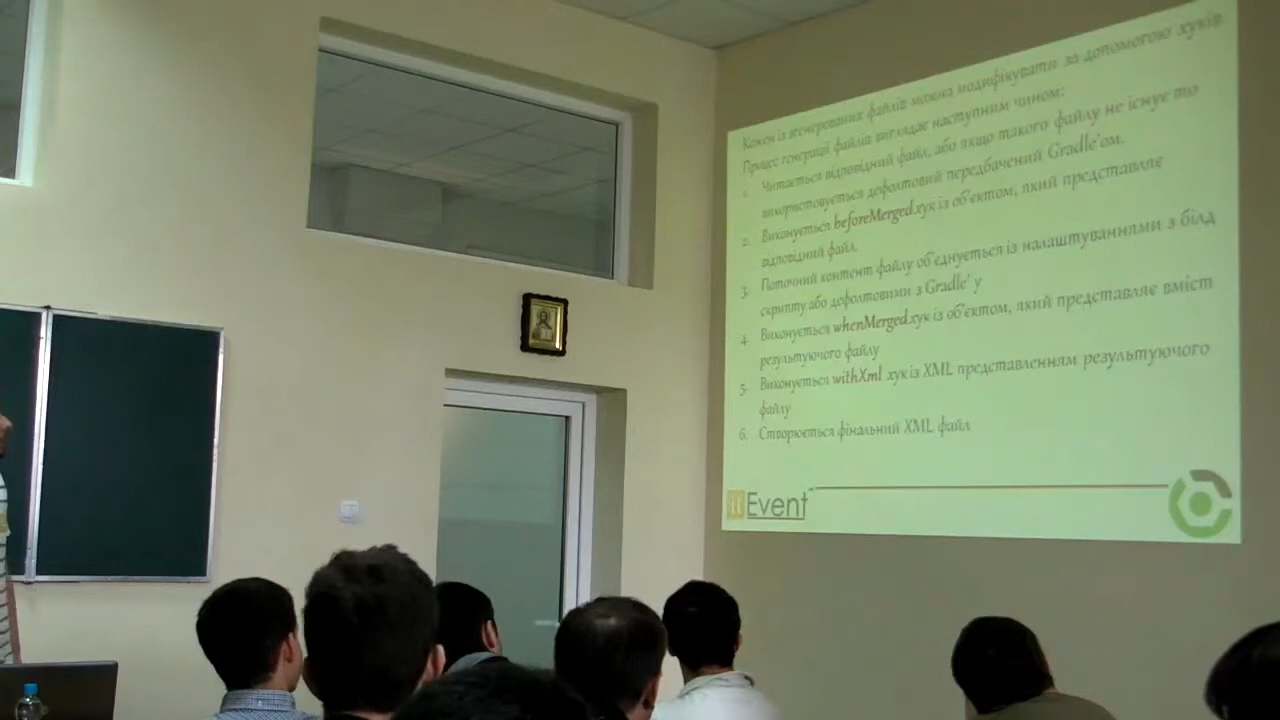 Кожен із згенерованих файлів можна модифікувати за допомогою хуків
Процес генерації файлів виглядає наступним чином:
1. Читається відповідний файл, або якщо такого файлу не існує то
використовується дефолтовий передбачений Gradle'ом.
2. Виконується beforeMerged хук із об'єктом, який представляє
відповідний файл.
3. Поточний контент файлу об'єднується із налаштуваннями з білд
скрипту або дефолтовими з Gradle' у
4. Виконується whenMerged хук із об'єктом, який представляє вміст
результуючого файлу
5. Виконується withXml хук із XML представленням результуючого
файлу
6. Створюється фінальний XML файл
itEvent